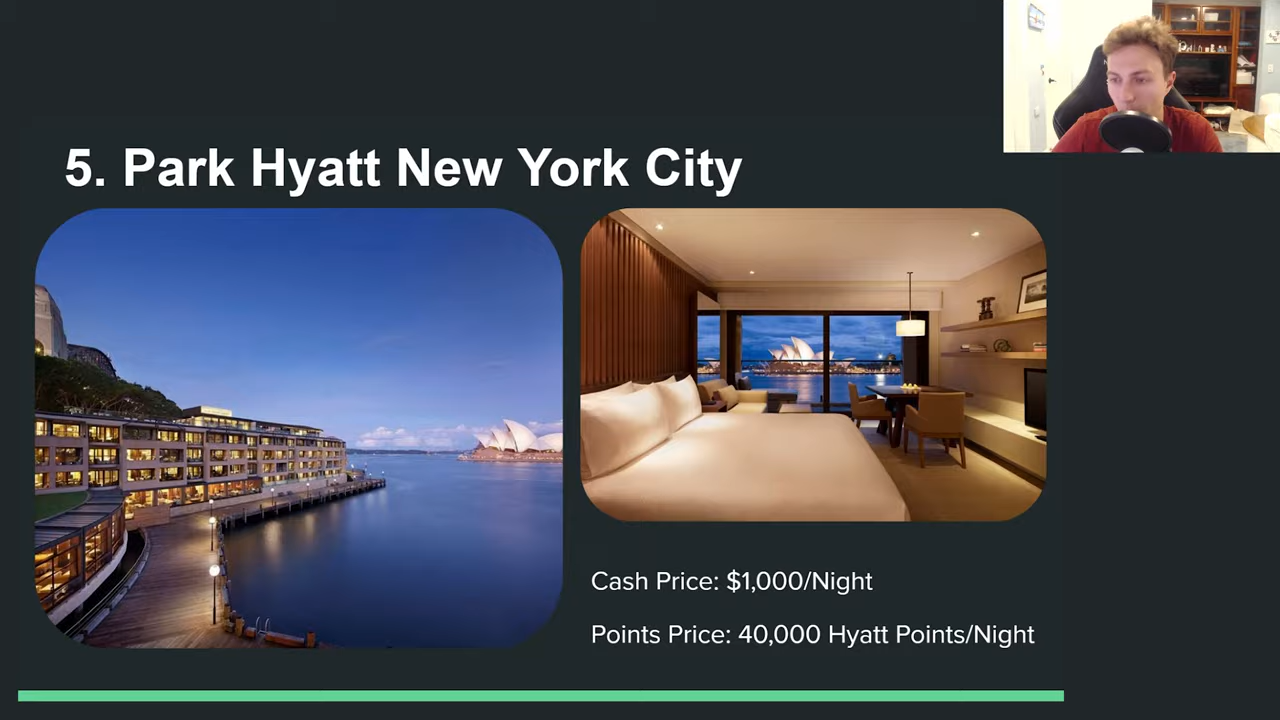 5. Park Hyatt New York City
Cash Price: $1,000/Night
Points Price: 40,000 Hyatt Points/Night